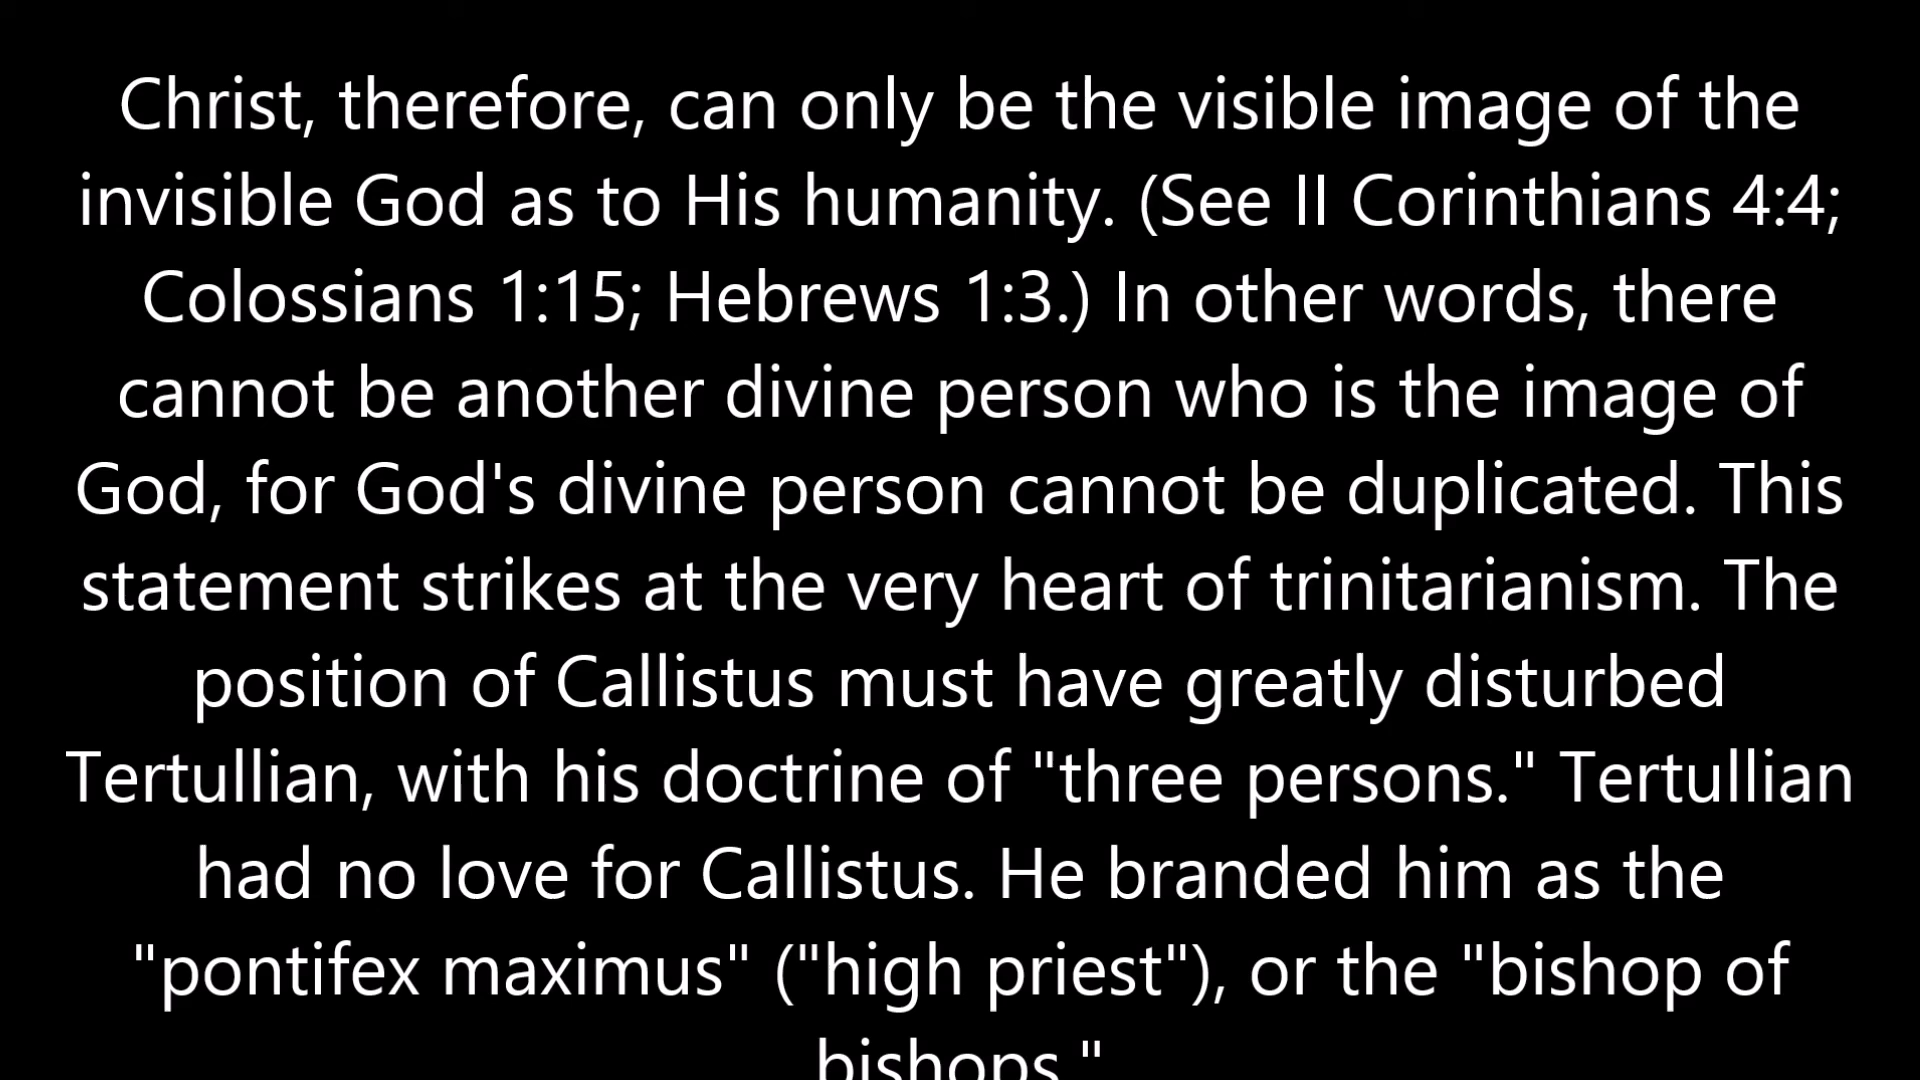 Christ, therefore, can only be the visible image of the
invisible God as to His humanity. (See II Corinthians 4:4;
Colossians 1:15; Hebrews 1:3.) In other words, there
cannot be another divine person who is the image of
God, for God's divine person cannot be duplicated. This
statement strikes at the very heart of trinitarianism. The
position of Callistus must have greatly disturbed
Tertullian, with his doctrine of "three persons." Tertullian
had no love for Callistus. He branded him as the
"pontifex maximus" ("high priest"), or the "bishop of
bishops."